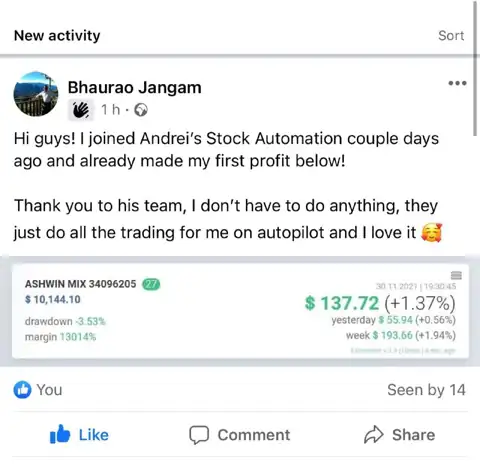 New activity
Sort
Bhaurao Jangam
1 h ·
Hi guys! I joined Andrei's Stock Automation couple days
ago and already made my first profit below!
Thank you to his team, I don't have to do anything, they
just do all the trading for me on autopilot and I love it
ASHWIN MIX 34096205 27
$ 10,144.10
drawdown -3.53%
margin 13014%
30.11.2021 | 19:30:45
$ 137.72 (+1.37%)
yesterday $ 55.94 (+0.56%)
week $ 193.66 (+1.94%)
You
Seen by 14
Like
Comment
Share